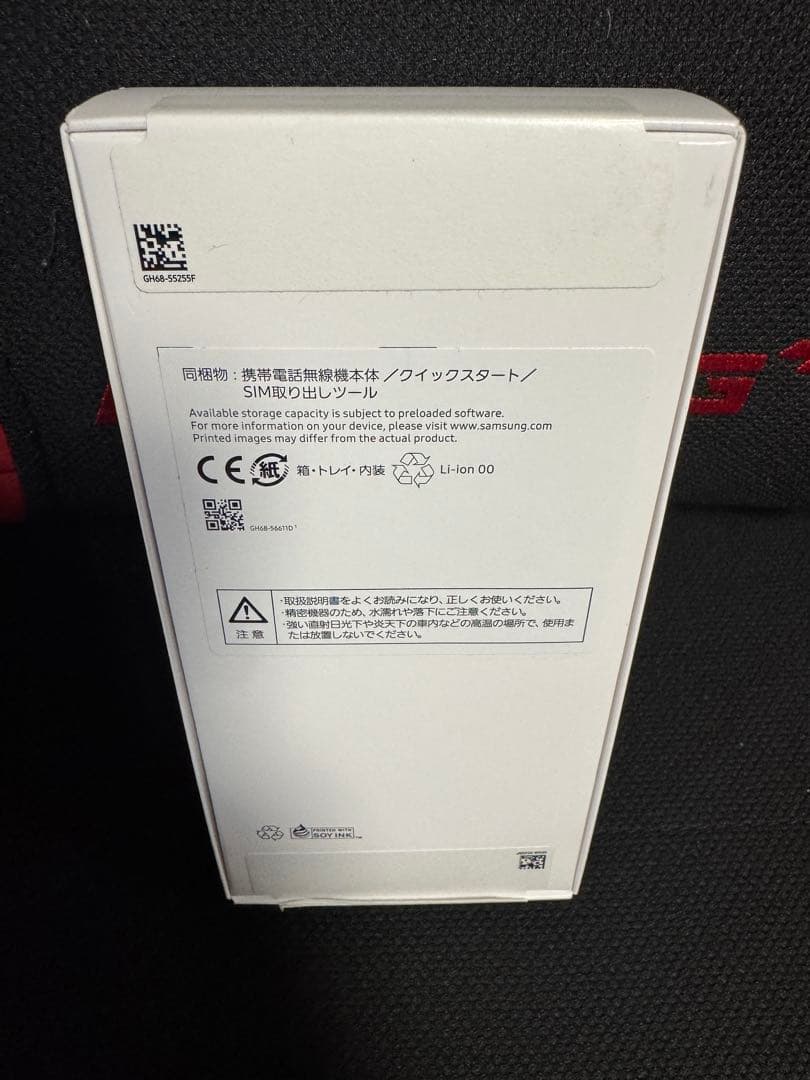 GH68-55255F
同梱物：携帯電話無線機本体／クイックスタート／
SIM取り出しツール
Available storage capacity is subject to preloaded software.
For more information on your device, please visit www.samsung.com
Printed images may differ from the actual product.
CE 紙 箱・トレイ・内装 Li-ion 00
GH68-56611D
・取扱説明書をよくお読みになり、正しくお使いください。
・精密機器のため、水濡れや落下にご注意ください。
・強い直射日光下や炎天下の車内などの高温の場所で、使用ま
たは放置しないでください。
注意
PRINTED WITH
SOY INK™